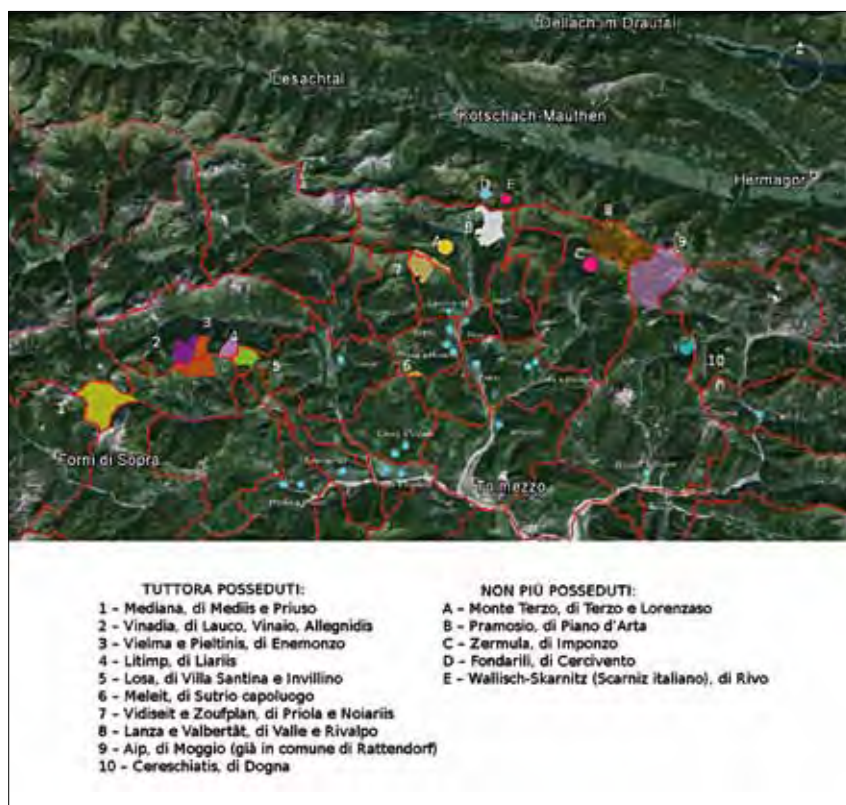 Dellach im Drautal
Lesachtal
Kötschach-Mauthen
Hermagor
D E
8
B
A
9
7
C
3
2 4
10
5
6
1
Forni di Sopra
Tolmezzo
TUTTORA POSSEDUTI:
1 – Mediana, di Mediis e Priuso
2 – Vinadia, di Lauco, Vinaio, Allegnidis
3 – Vielma e Pieltinis, di Enemonzo
4 – Litimp, di Liariis
5 – Losa, di Villa Santina e Invillino
6 – Meleit, di Sutrio capoluogo
7 – Vidiseit e Zoufplan, di Priola e Noiariis
8 – Lanza e Valbertât, di Valle e Rivalpo
9 – Aip, di Moggio (già in comune di Rattendorf)
10 – Cereschiatis, di Dogna
NON PIÙ POSSEDUTI:
A – Monte Terzo, di Terzo e Lorenzaso
B – Pramosio, di Piano d'Arta
C – Zermula, di Imponzo
D – Fondarili, di Cercivento
E – Wallisch-Skarnitz (Scarniz italiano), di Rivo